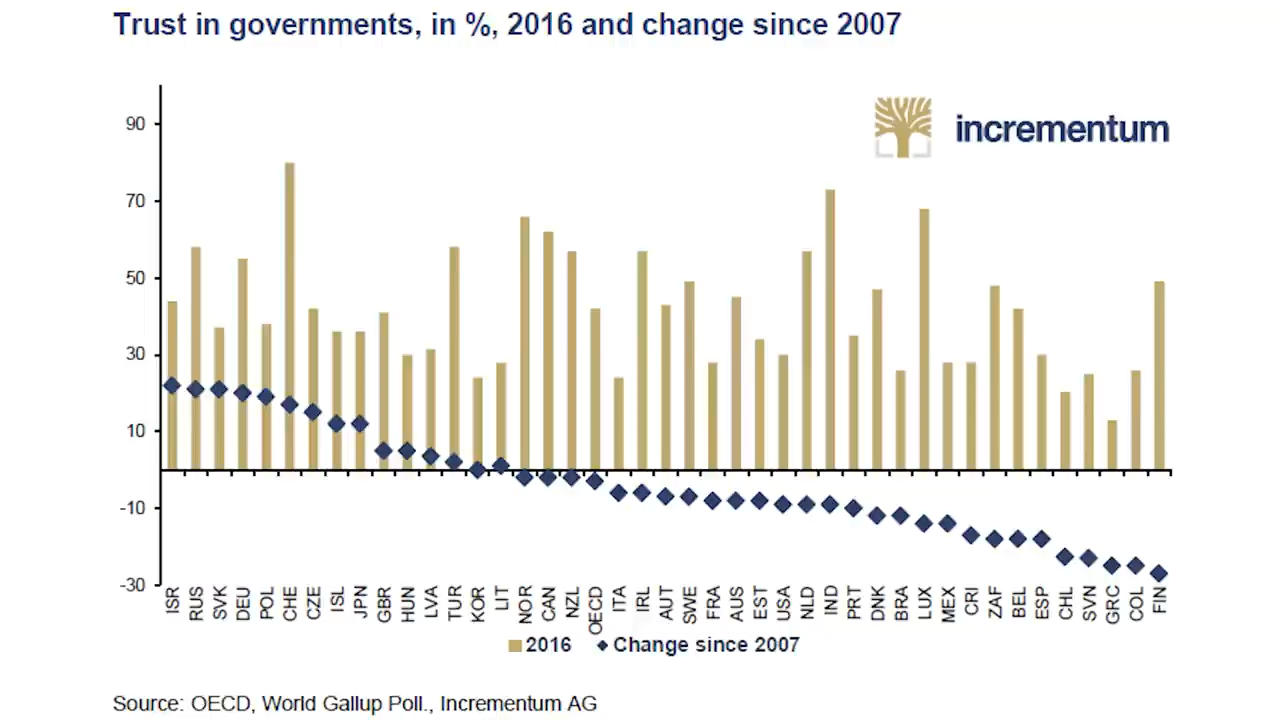 Trust in governments, in %, 2016 and change since 2007
incrementum
90
70
50
30
10
-10
-30
ISR RUS SVK DEU POL CHE CZE ISL JPN GBR HUN LVA TUR KOR LIT NOR CAN NZL OECD ITA IRL AUT SWE FRA AUS EST USA NLD IND PRT DNK BRA LUX MEX CRI ZAF BEL ESP CHL SVN GRC COL FIN
2016 Change since 2007
Source: OECD, World Gallup Poll., Incrementum AG